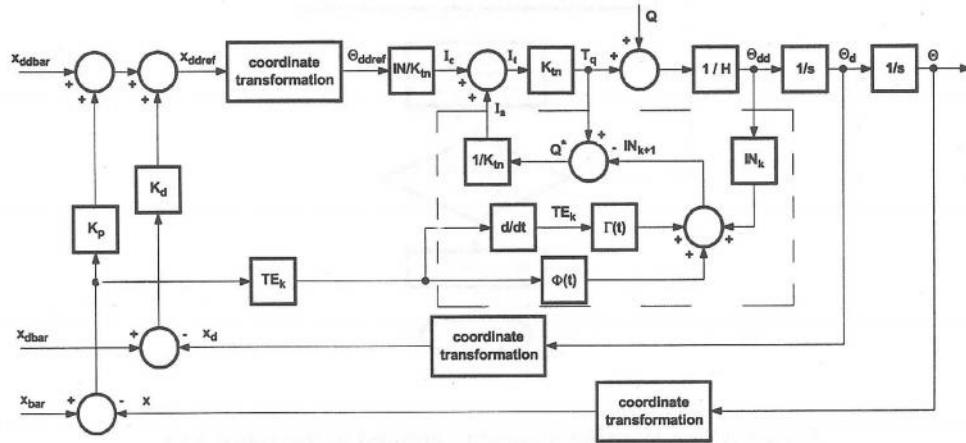 Q
x_ddbar
x_ddref
coordinate
transformation
Θ_ddref
IN/K_tn
I_c
I_t
K_tn
T_q
1 / H
Θ_dd
1/s
Θ_d
1/s
Θ
+
+
+
+
+
+
+
+
I_a
1/K_tn
Q^
+
-
IN_k+1
IN_k
K_d
K_p
d/dt
TE_k
Γ(t)
+
+
+
TE_k
Φ(t)
x_dbar
+
-
x_d
coordinate
transformation
x_bar
+
-
x
coordinate
transformation